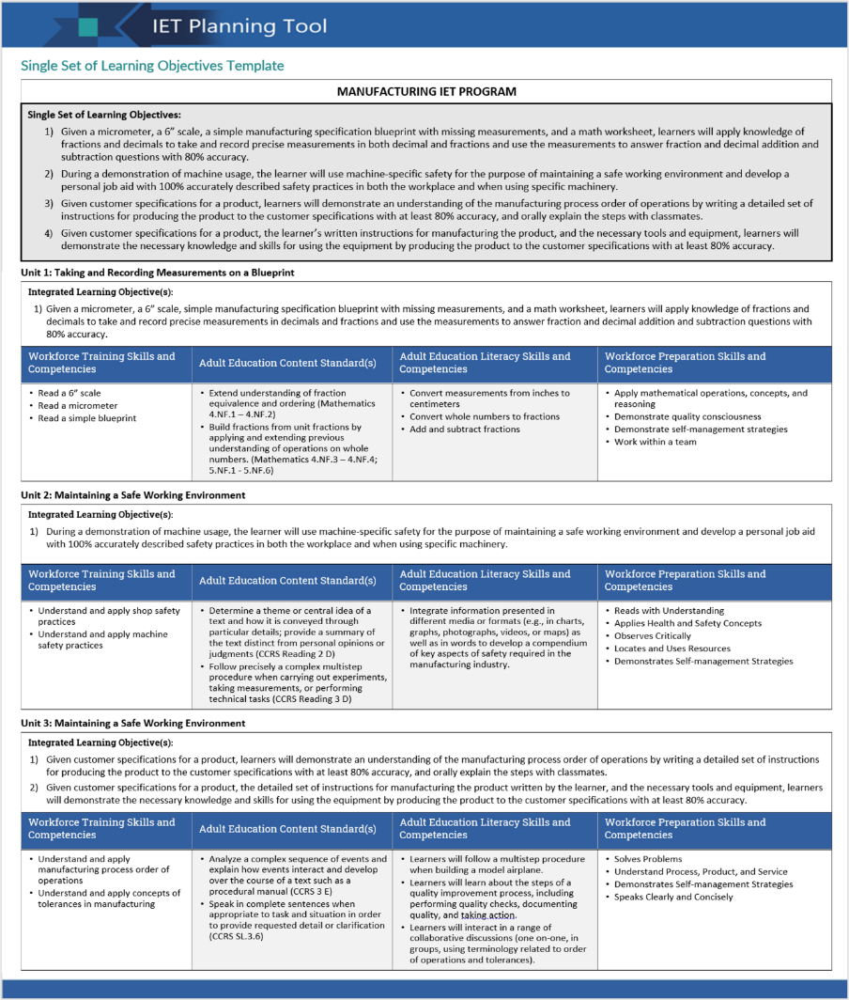 IET Planning Tool
Single Set of Learning Objectives Template
MANUFACTURING IET PROGRAM
Single Set of Learning Objectives:
1) Given a micrometer, a 6” scale, a simple manufacturing specification blueprint with missing measurements, and a math worksheet, learners will apply knowledge of
fractions and decimals to take and record precise measurements in both decimal and fractions and use the measurements to answer fraction and decimal addition and
subtraction questions with 80% accuracy.
2) During a demonstration of machine usage, the learner will use machine-specific safety for the purpose of maintaining a safe working environment and develop a
personal job aid with 100% accurately described safety practices in both the workplace and when using specific machinery.
3) Given customer specifications for a product, learners will demonstrate an understanding of the manufacturing process order of operations by writing a detailed set of
instructions for producing the product to the customer specifications with at least 80% accuracy, and orally explain the steps with classmates.
4) Given customer specifications for a product, the learner’s written instructions for manufacturing the product, and the necessary tools and equipment, learners will
demonstrate the necessary knowledge and skills for using the equipment by producing the product to the customer specifications with at least 80% accuracy.
Unit 1: Taking and Recording Measurements on a Blueprint
Integrated Learning Objective(s):
1) Given a micrometer, a 6” scale, simple manufacturing specification blueprint with missing measurements, and a math worksheet, learners will apply knowledge of fractions and
decimals to take and record precise measurements in decimals and fractions and use the measurements to answer fraction and decimal addition and subtraction questions with
80% accuracy.
Workforce Training Skills and
Competencies
Adult Education Content Standard(s)
Adult Education Literacy Skills and
Competencies
Workforce Preparation Skills and
Competencies
• Read a 6” scale
• Read a micrometer
• Read a simple blueprint
• Extend understanding of fraction
equivalence and ordering (Mathematics
4.NF.1 – 4.NF.2)
• Build fractions from unit fractions by
applying and extending previous
understanding of operations on whole
numbers. (Mathematics 4.NF.3 – 4.NF.4;
5.NF.1 - 5.NF.6)
• Convert measurements from inches to
centimeters
• Convert whole numbers to fractions
• Add and subtract fractions
• Apply mathematical operations, concepts, and
reasoning
• Demonstrate quality consciousness
• Demonstrate self-management strategies
• Work within a team
Unit 2: Maintaining a Safe Working Environment
Integrated Learning Objective(s):
1) During a demonstration of machine usage, the learner will use machine-specific safety for the purpose of maintaining a safe working environment and develop a personal job aid
with 100% accurately described safety practices in both the workplace and when using specific machinery.
Workforce Training Skills and
Competencies
Adult Education Content Standard(s)
Adult Education Literacy Skills and
Competencies
Workforce Preparation Skills and
Competencies
• Understand and apply shop safety
practices
• Understand and apply machine
safety practices
• Determine a theme or central idea of a
text and how it is conveyed through
particular details; provide a summary of
the text distinct from personal opinions or
judgments (CCRS Reading 2 D)
• Follow precisely a complex multistep
procedure when carrying out experiments,
taking measurements, or performing
technical tasks (CCRS Reading 3 D)
• Integrate information presented in
different media or formats (e.g., in charts,
graphs, photographs, videos, or maps) as
well as in words to develop a compendium
of key aspects of safety required in the
manufacturing industry.
• Reads with Understanding
• Applies Health and Safety Concepts
• Observes Critically
• Locates and Uses Resources
• Demonstrates Self-management Strategies
Unit 3: Maintaining a Safe Working Environment
Integrated Learning Objective(s):
1) Given customer specifications for a product, learners will demonstrate an understanding of the manufacturing process order of operations by writing a detailed set of instructions
for producing the product to the customer specifications with at least 80% accuracy, and orally explain the steps with classmates.
2) Given customer specifications for a product, the detailed set of instructions for manufacturing the product written by the learner, and the necessary tools and equipment, learners
will demonstrate the necessary knowledge and skills for using the equipment by producing the product to the customer specifications with at least 80% accuracy.
Workforce Training Skills and
Competencies
Adult Education Content Standard(s)
Adult Education Literacy Skills and
Competencies
Workforce Preparation Skills and
Competencies
• Understand and apply
manufacturing process order of
operations
• Understand and apply concepts of
tolerances in manufacturing
• Analyze a complex sequence of events and
explain how events interact and develop
over the course of a text such as a
procedural manual (CCRS 3 E)
• Speak in complete sentences when
appropriate to task and situation in order
to provide requested detail or clarification
(CCRS SL.3.6)
• Learners will follow a multistep procedure
when building a model airplane.
• Learners will learn about the steps of a
quality improvement process, including
performing quality checks, documenting
quality, and taking action.
• Learners will interact in a range of
collaborative discussions (one on-one, in
groups, using terminology related to order
of operations and tolerances).
• Solves Problems
• Understand Process, Product, and Service
• Demonstrates Self-management Strategies
• Speaks Clearly and Concisely